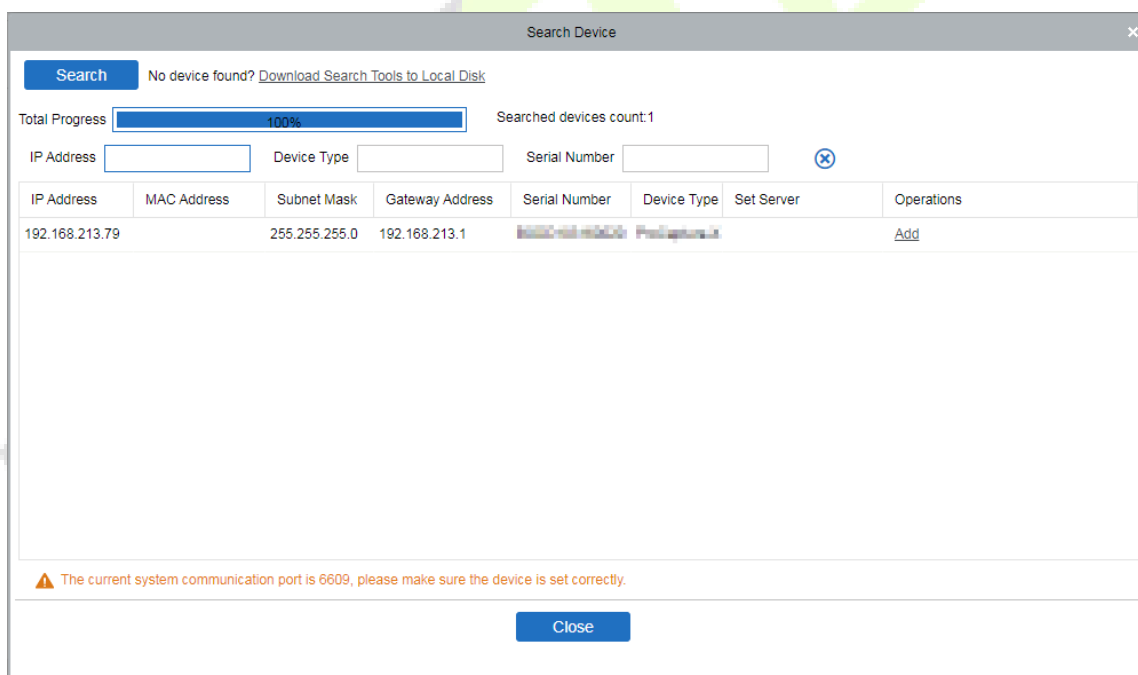 Search Device
Search No device found? Download Search Tools to Local Disk
Total Progress 100% Searched devices count:1
IP Address Device Type Serial Number
IP Address MAC Address Subnet Mask Gateway Address Serial Number Device Type Set Server Operations
192.168.213.79 255.255.255.0 192.168.213.1 Add
The current system communication port is 6609, please make sure the device is set correctly.
Close